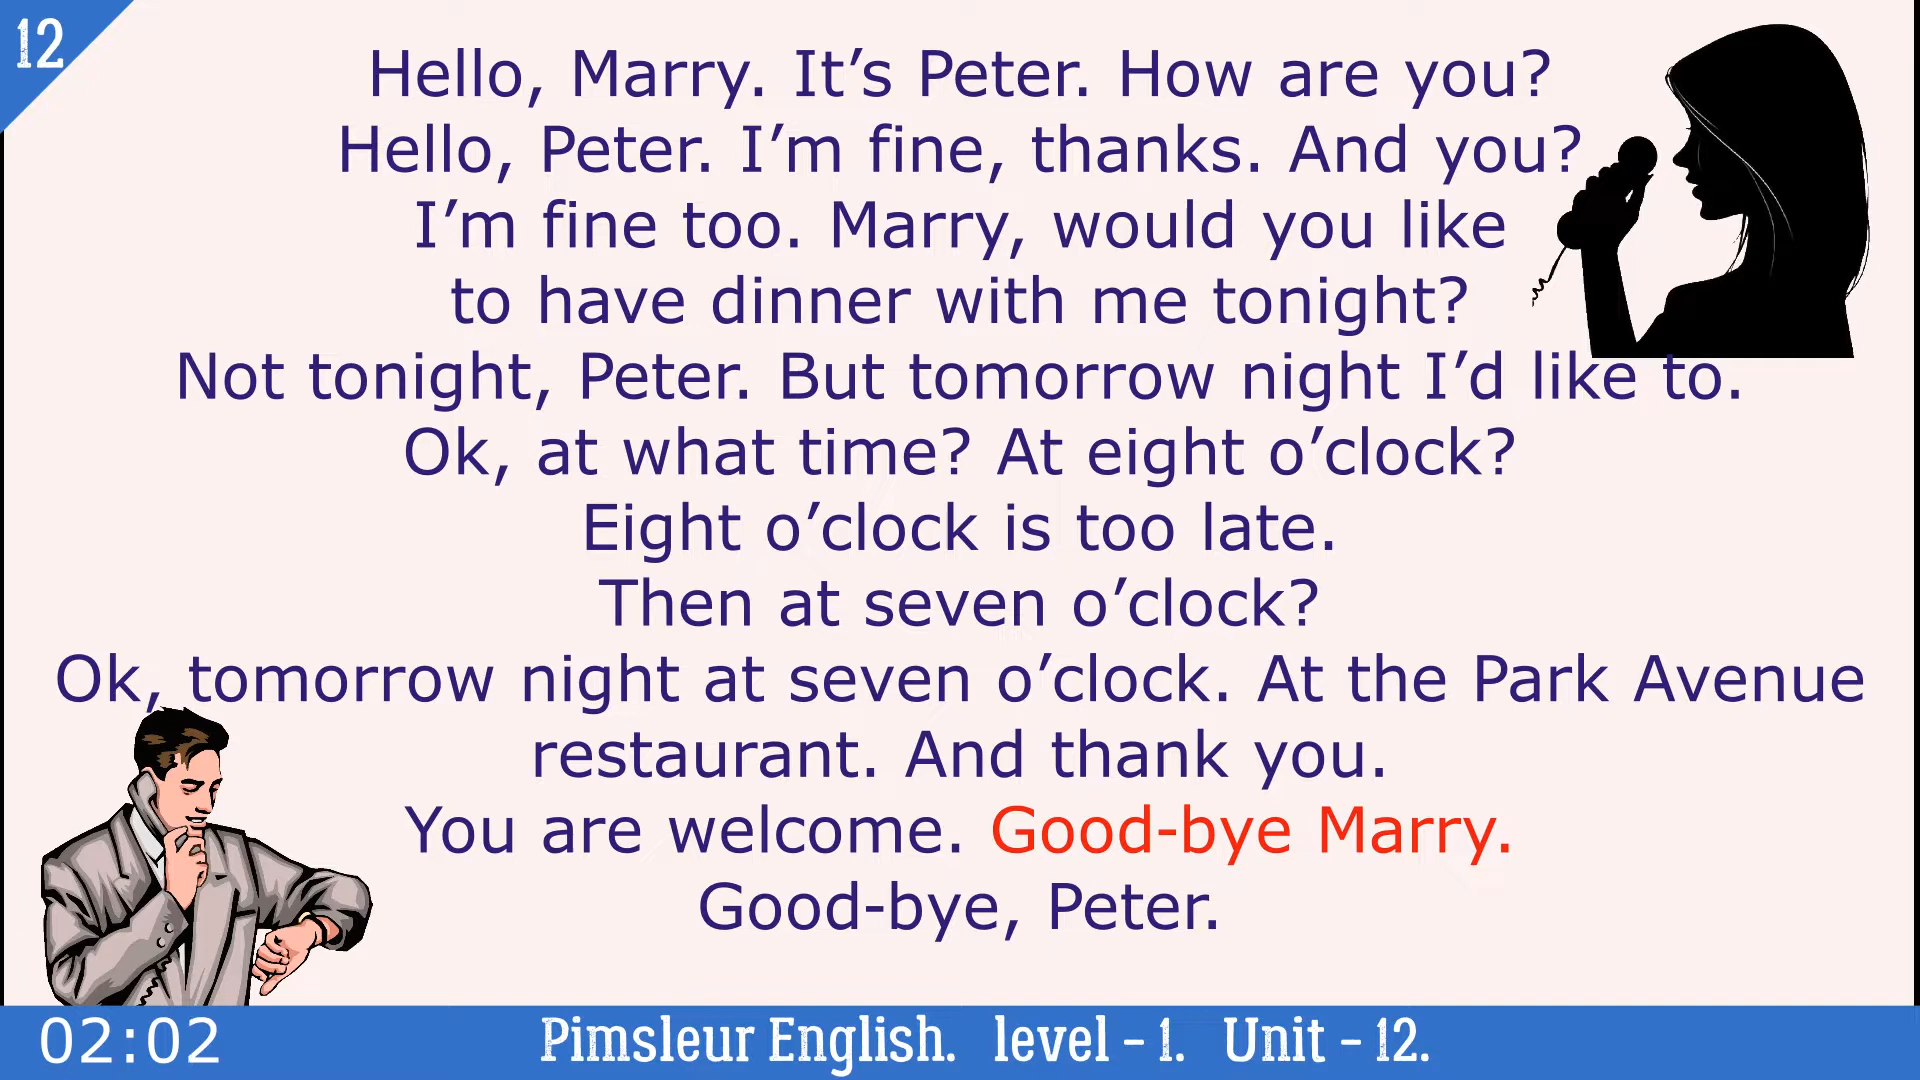 12
Hello, Marry. It’s Peter. How are you?
Hello, Peter. I’m fine, thanks. And you?
I’m fine too. Marry, would you like
to have dinner with me tonight?
Not tonight, Peter. But tomorrow night I’d like to.
Ok, at what time? At eight o’clock?
Eight o’clock is too late.
Then at seven o’clock?
Ok, tomorrow night at seven o’clock. At the Park Avenue
restaurant. And thank you.
You are welcome. Good-bye Marry.
Good-bye, Peter.
02:02 Pimsleur English. level – 1. Unit – 12.